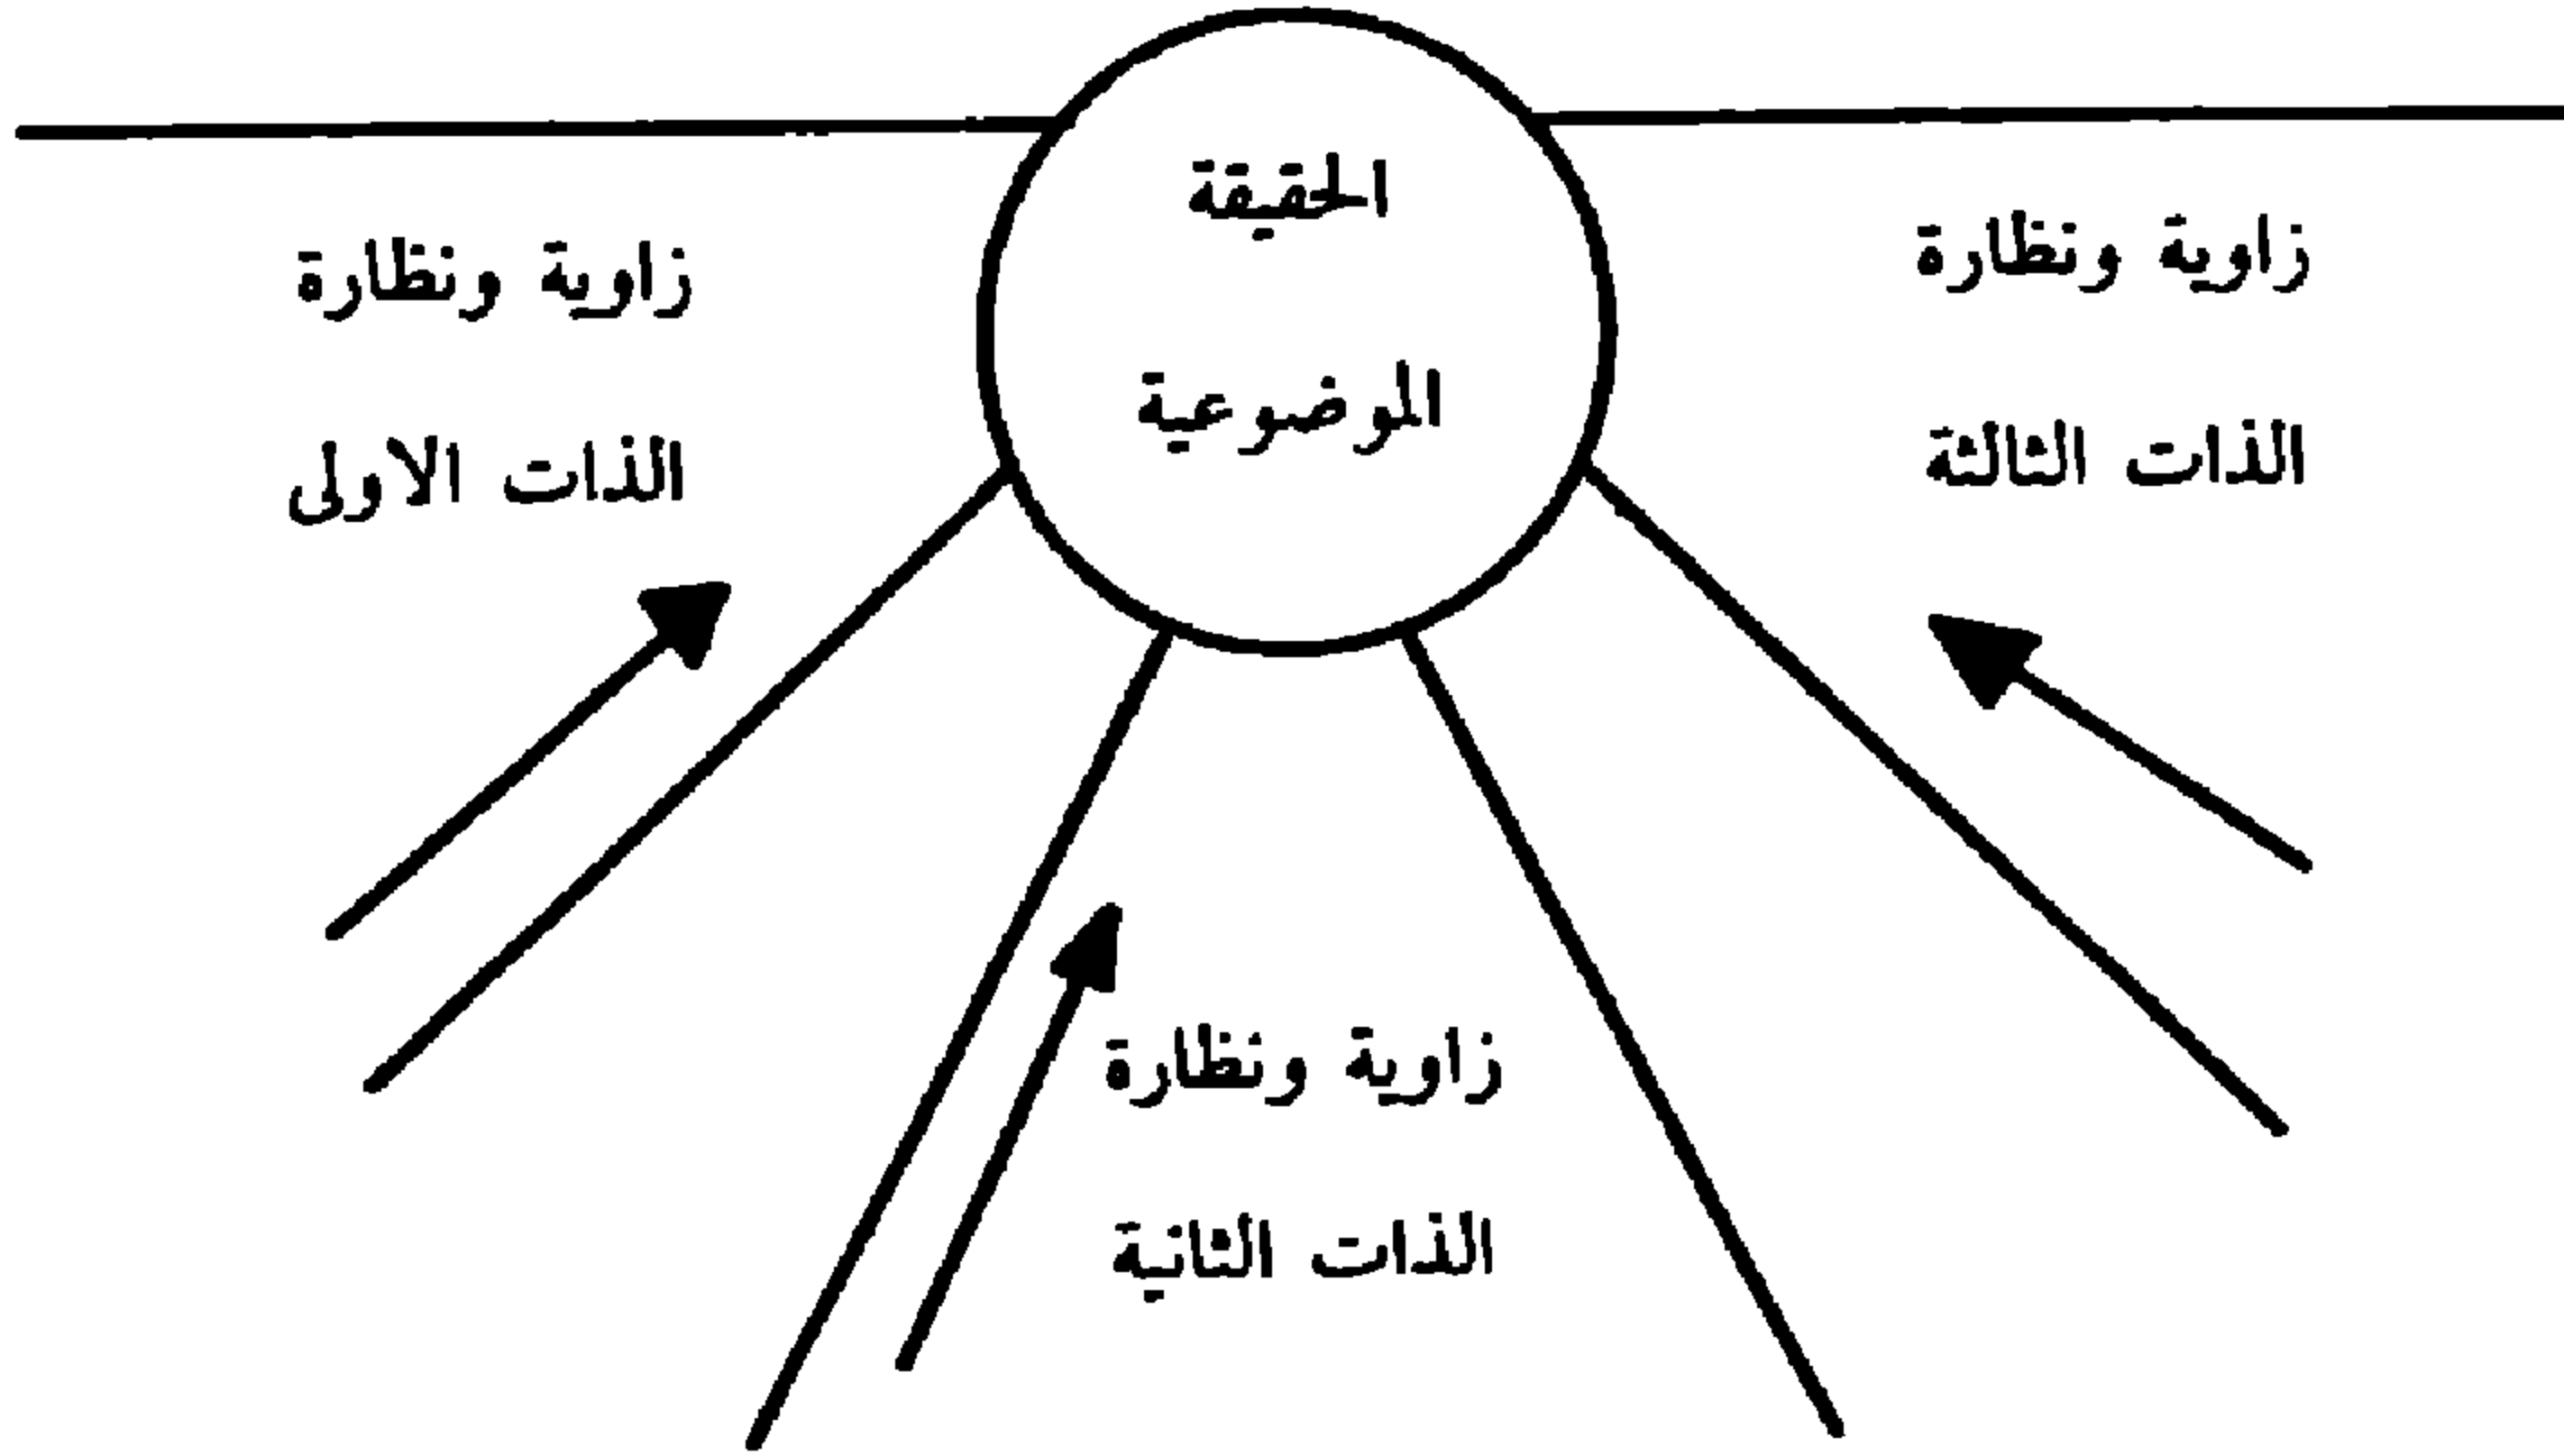 الحقيقة
الموضوعية
زاوية ونظارة
الذات الثالثة
زاوية ونظارة
الذات الاولى
زاوية ونظارة
الذات الثانية